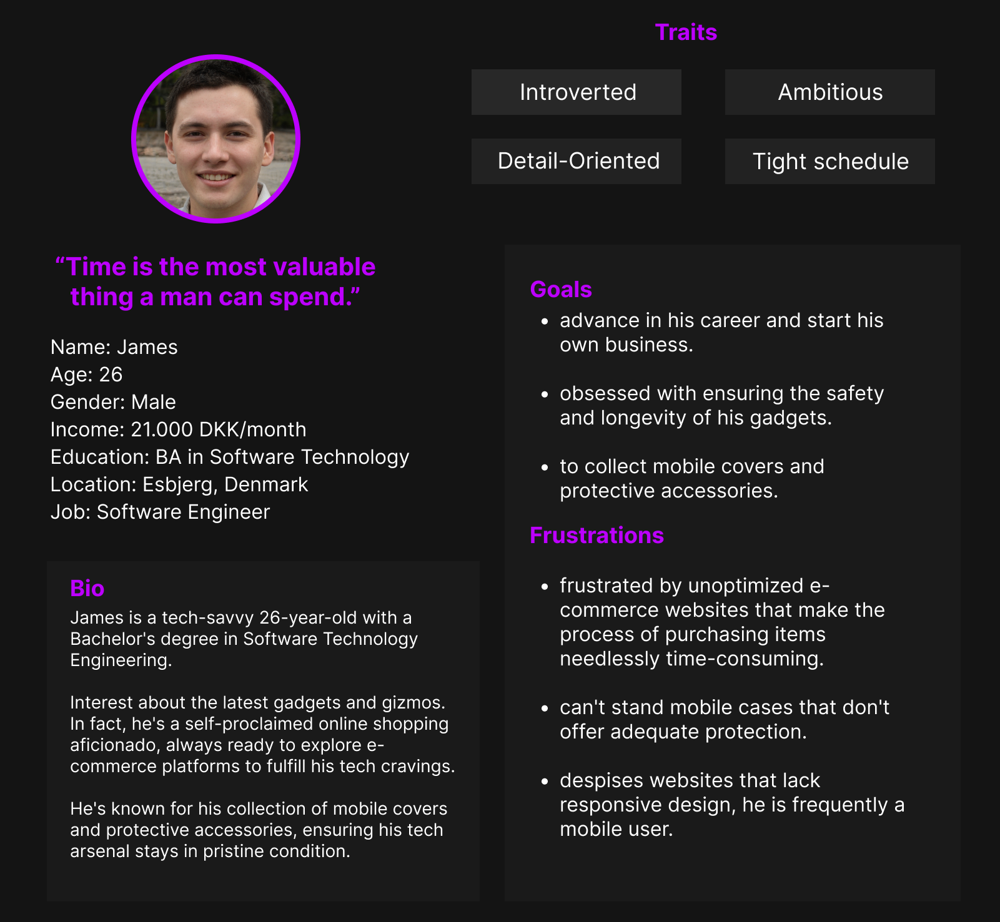 Traits
Introverted
Ambitious
Detail-Oriented
Tight schedule
“Time is the most valuable
thing a man can spend.”
Name: James
Age: 26
Gender: Male
Income: 21.000 DKK/month
Education: BA in Software Technology
Location: Esbjerg, Denmark
Job: Software Engineer
Bio
James is a tech-savvy 26-year-old with a
Bachelor's degree in Software Technology
Engineering.
Interest about the latest gadgets and gizmos.
In fact, he's a self-proclaimed online shopping
aficionado, always ready to explore e-
commerce platforms to fulfill his tech cravings.
He's known for his collection of mobile covers
and protective accessories, ensuring his tech
arsenal stays in pristine condition.
Goals
• advance in his career and start his
own business.
• obsessed with ensuring the safety
and longevity of his gadgets.
• to collect mobile covers and
protective accessories.
Frustrations
• frustrated by unoptimized e-
commerce websites that make the
process of purchasing items
needlessly time-consuming.
• can't stand mobile cases that don't
offer adequate protection.
• despises websites that lack
responsive design, he is frequently a
mobile user.